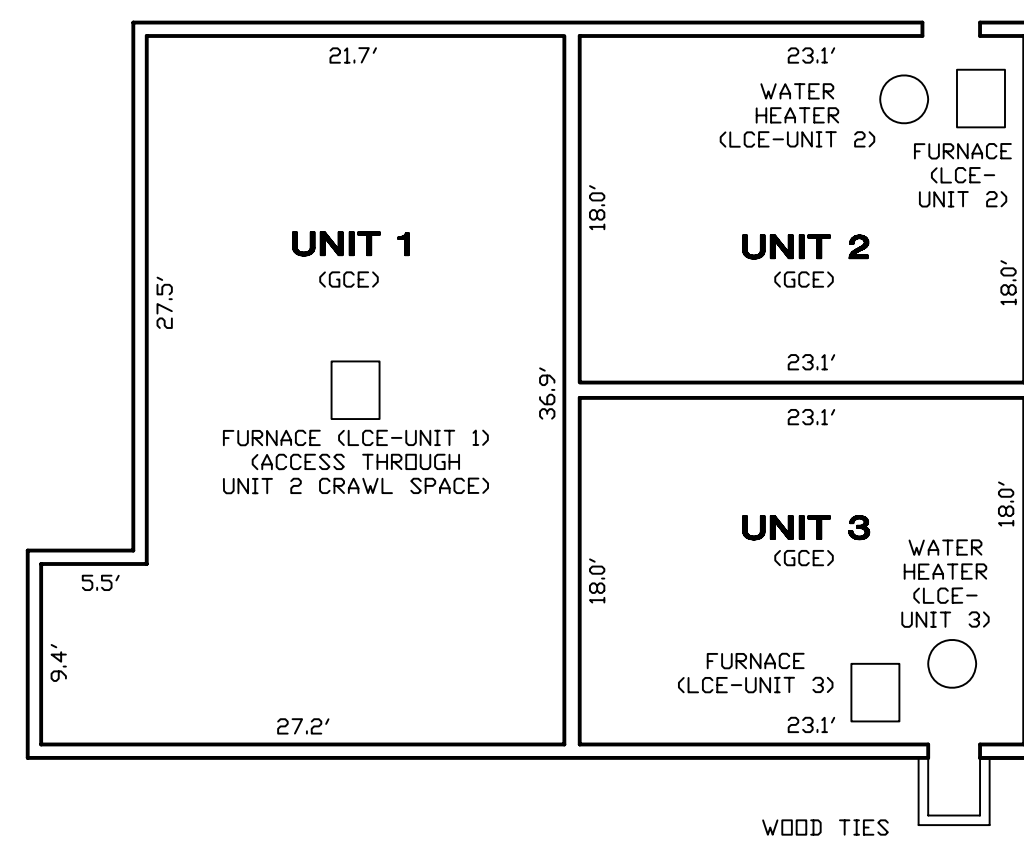 21.7'
23.1'
WATER
HEATER
(LCE-UNIT 2)
FURNACE
(LCE-
UNIT 2)
18.0'
UNIT 1
(GCE)
UNIT 2
(GCE)
27.5'
18.0'
23.1'
36.9'
23.1'
FURNACE (LCE-UNIT 1)
(ACCESS THROUGH
UNIT 2 CRAWL SPACE)
18.0'
UNIT 3
(GCE)
WATER
HEATER
(LCE-
UNIT 3)
5.5'
18.0'
9.4'
FURNACE
(LCE-UNIT 3)
27.2'
23.1'
WOOD TIES